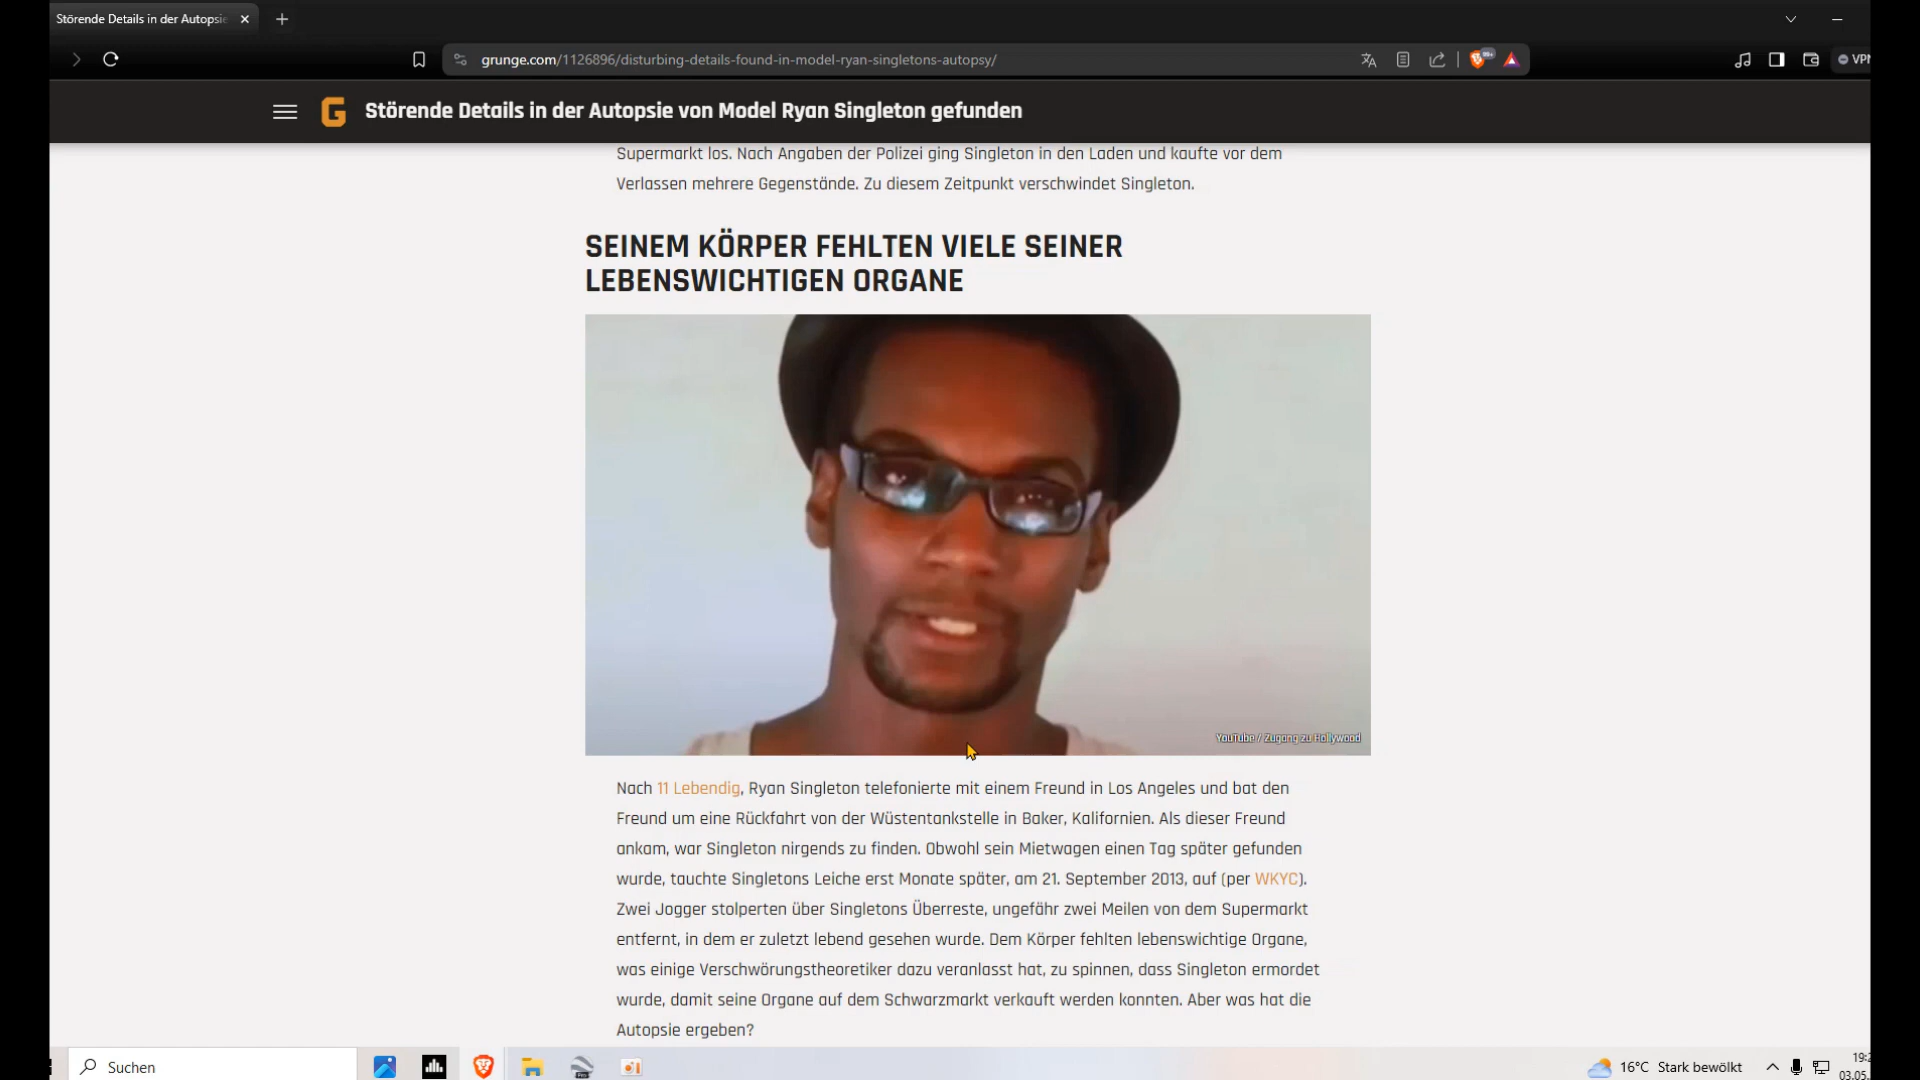 Störende Details in der Autopsie
grunge.com/1126896/disturbing-details-found-in-model-ryan-singletons-autopsy/
99+
VPN
G Störende Details in der Autopsie von Model Ryan Singleton gefunden
Supermarkt los. Nach Angaben der Polizei ging Singleton in den Laden und kaufte vor dem
Verlassen mehrere Gegenstände. Zu diesem Zeitpunkt verschwindet Singleton.
SEINEM KÖRPER FEHLTEN VIELE SEINER
LEBENSWICHTIGEN ORGANE
YouTube / Zugang zu Hollywood
Nach 11 Lebendig, Ryan Singleton telefonierte mit einem Freund in Los Angeles und bat den
Freund um eine Rückfahrt von der Wüstentankstelle in Baker, Kalifornien. Als dieser Freund
ankam, war Singleton nirgends zu finden. Obwohl sein Mietwagen einen Tag später gefunden
wurde, tauchte Singletons Leiche erst Monate später, am 21. September 2013, auf (per WKYC).
Zwei Jogger stolperten über Singletons Überreste, ungefähr zwei Meilen von dem Supermarkt
entfernt, in dem er zuletzt lebend gesehen wurde. Dem Körper fehlten lebenswichtige Organe,
was einige Verschwörungstheoretiker dazu veranlasst hat, zu spinnen, dass Singleton ermordet
wurde, damit seine Organe auf dem Schwarzmarkt verkauft werden konnten. Aber was hat die
Autopsie ergeben?
Suchen
16°C Stark bewölkt
19:2
03.05.